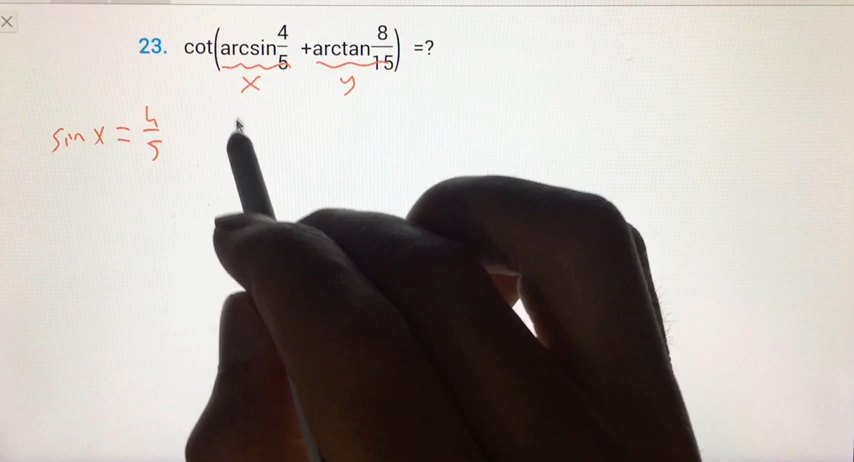 23. cot(arcsin 4/5 + arctan 8/15) = ?
x y
sin x = 4/5